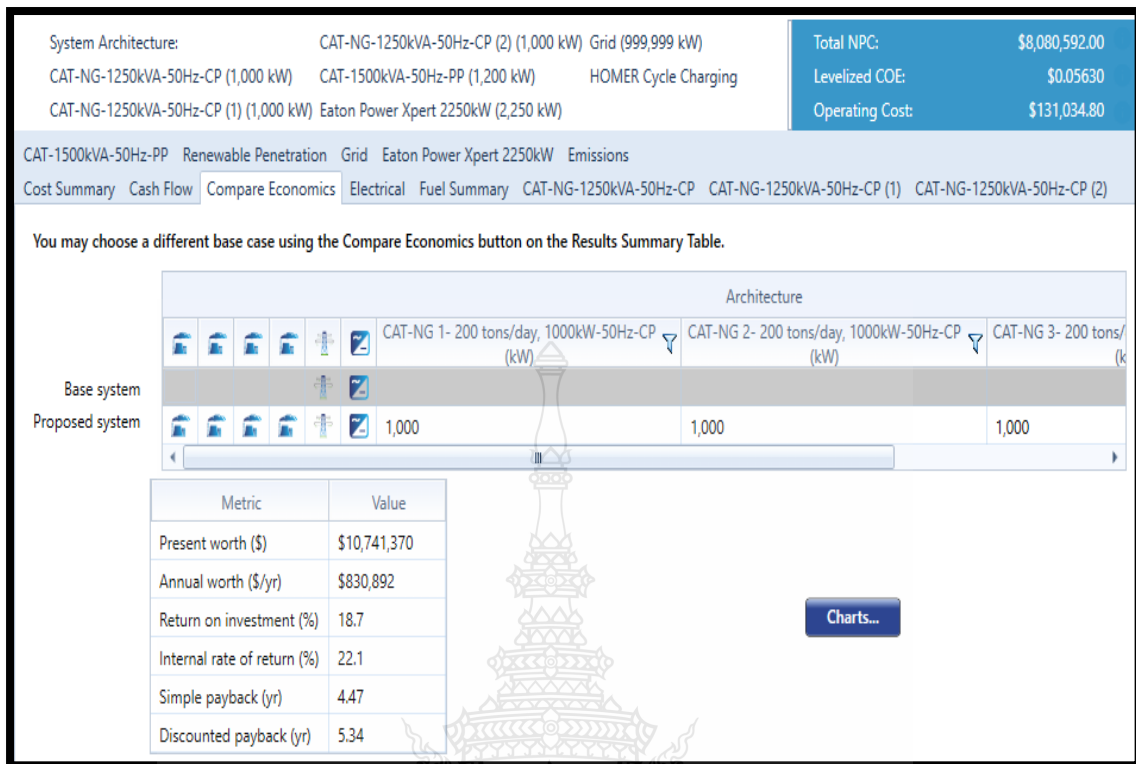 System Architecture: CAT-NG-1250kVA-50Hz-CP (2) (1,000 kW) Grid (999,999 kW)
CAT-NG-1250kVA-50Hz-CP (1,000 kW) CAT-1500kVA-50Hz-PP (1,200 kW) HOMER Cycle Charging
CAT-NG-1250kVA-50Hz-CP (1) (1,000 kW) Eaton Power Xpert 2250kW (2,250 kW)
Total NPC: $8,080,592.00
Levelized COE: $0.05630
Operating Cost: $131,034.80
CAT-1500kVA-50Hz-PP Renewable Penetration Grid Eaton Power Xpert 2250kW Emissions
Cost Summary Cash Flow Compare Economics Electrical Fuel Summary CAT-NG-1250kVA-50Hz-CP CAT-NG-1250kVA-50Hz-CP (1) CAT-NG-1250kVA-50Hz-CP (2)
You may choose a different base case using the Compare Economics button on the Results Summary Table.
Architecture
CAT-NG 1- 200 tons/day, 1000kW-50Hz-CP (kW) CAT-NG 2- 200 tons/day, 1000kW-50Hz-CP (kW) CAT-NG 3- 200 tons/ (k
Base system
Proposed system 1,000 1,000 1,000
Metric Value
Present worth ($) $10,741,370
Annual worth ($/yr) $830,892
Return on investment (%) 18.7
Internal rate of return (%) 22.1
Simple payback (yr) 4.47
Discounted payback (yr) 5.34
Charts...